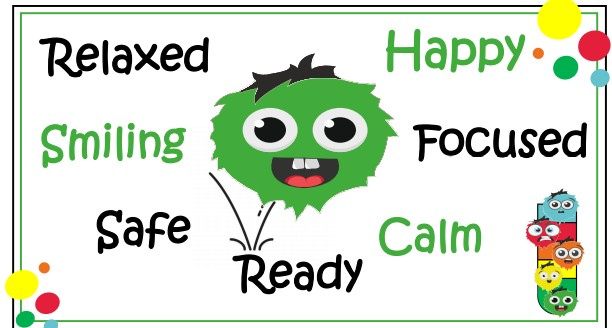 Relaxed
Happy
Smiling
Focused
Safe
Calm
Ready